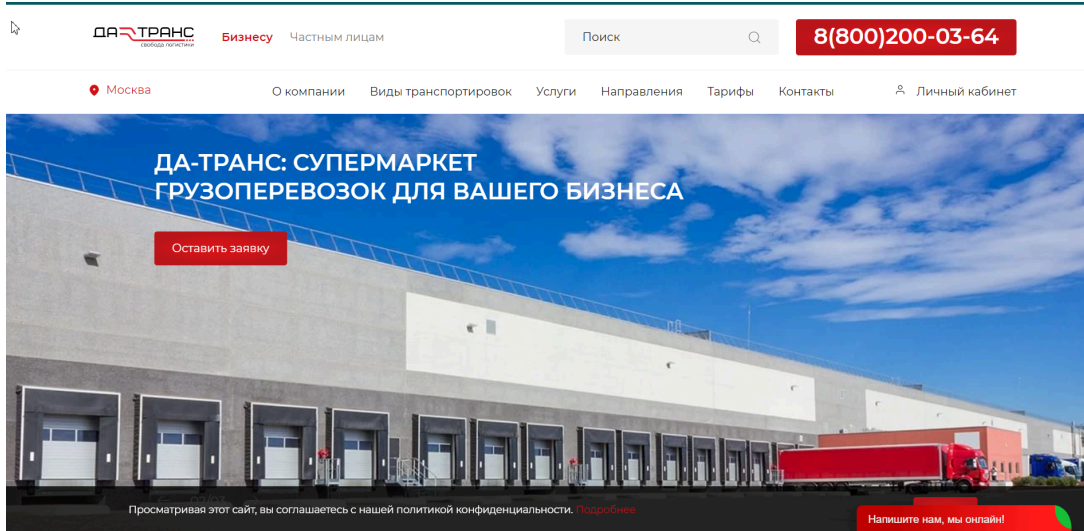 ДА-ТРАНС
свобода логистики
Бизнесу
Частным лицам
Поиск
8(800)200-03-64
Москва
О компании
Виды транспортировок
Услуги
Направления
Тарифы
Контакты
Личный кабинет
ДА-ТРАНС: СУПЕРМАРКЕТ
ГРУЗОПЕРЕВОЗОК ДЛЯ ВАШЕГО БИЗНЕСА
Оставить заявку
Просматривая этот сайт, вы соглашаетесь с нашей политикой конфиденциальности. Подробнее
Напишите нам, мы онлайн!